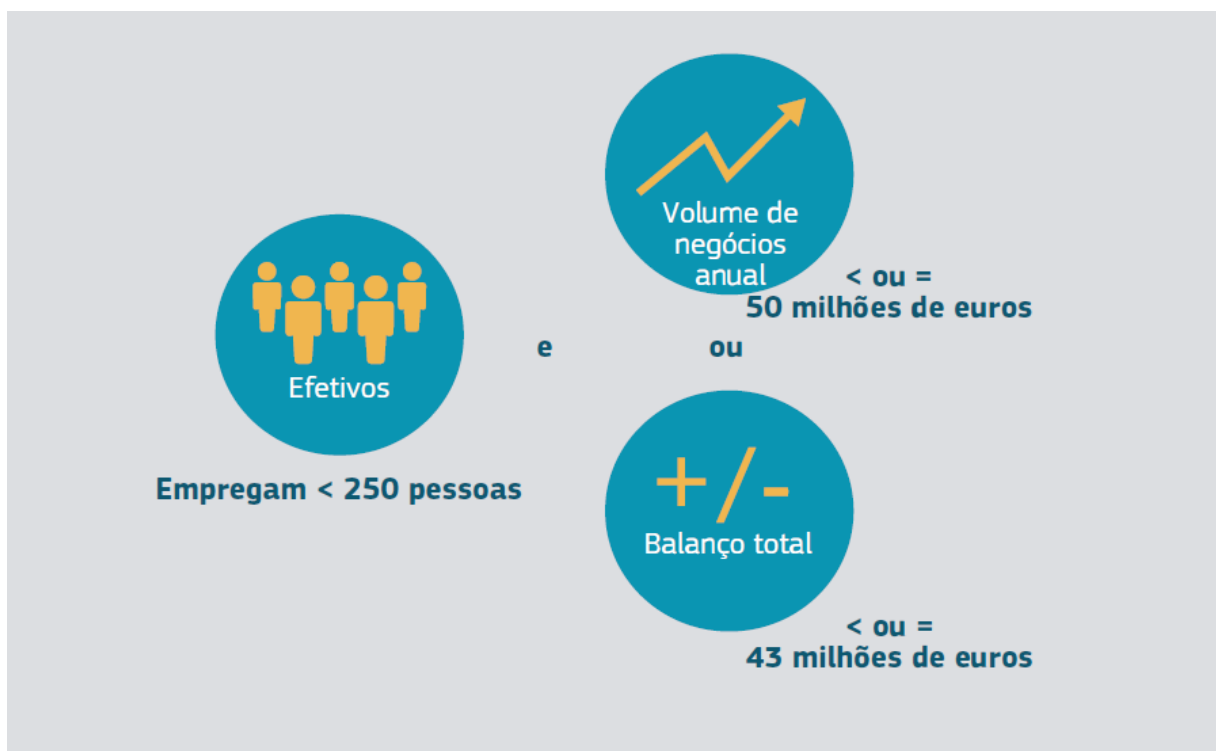 Volume de
negócios
anual
< ou =
50 milhões de euros
Efetivos
Empregam < 250 pessoas
e
ou
+/-
Balanço total
< ou =
43 milhões de euros